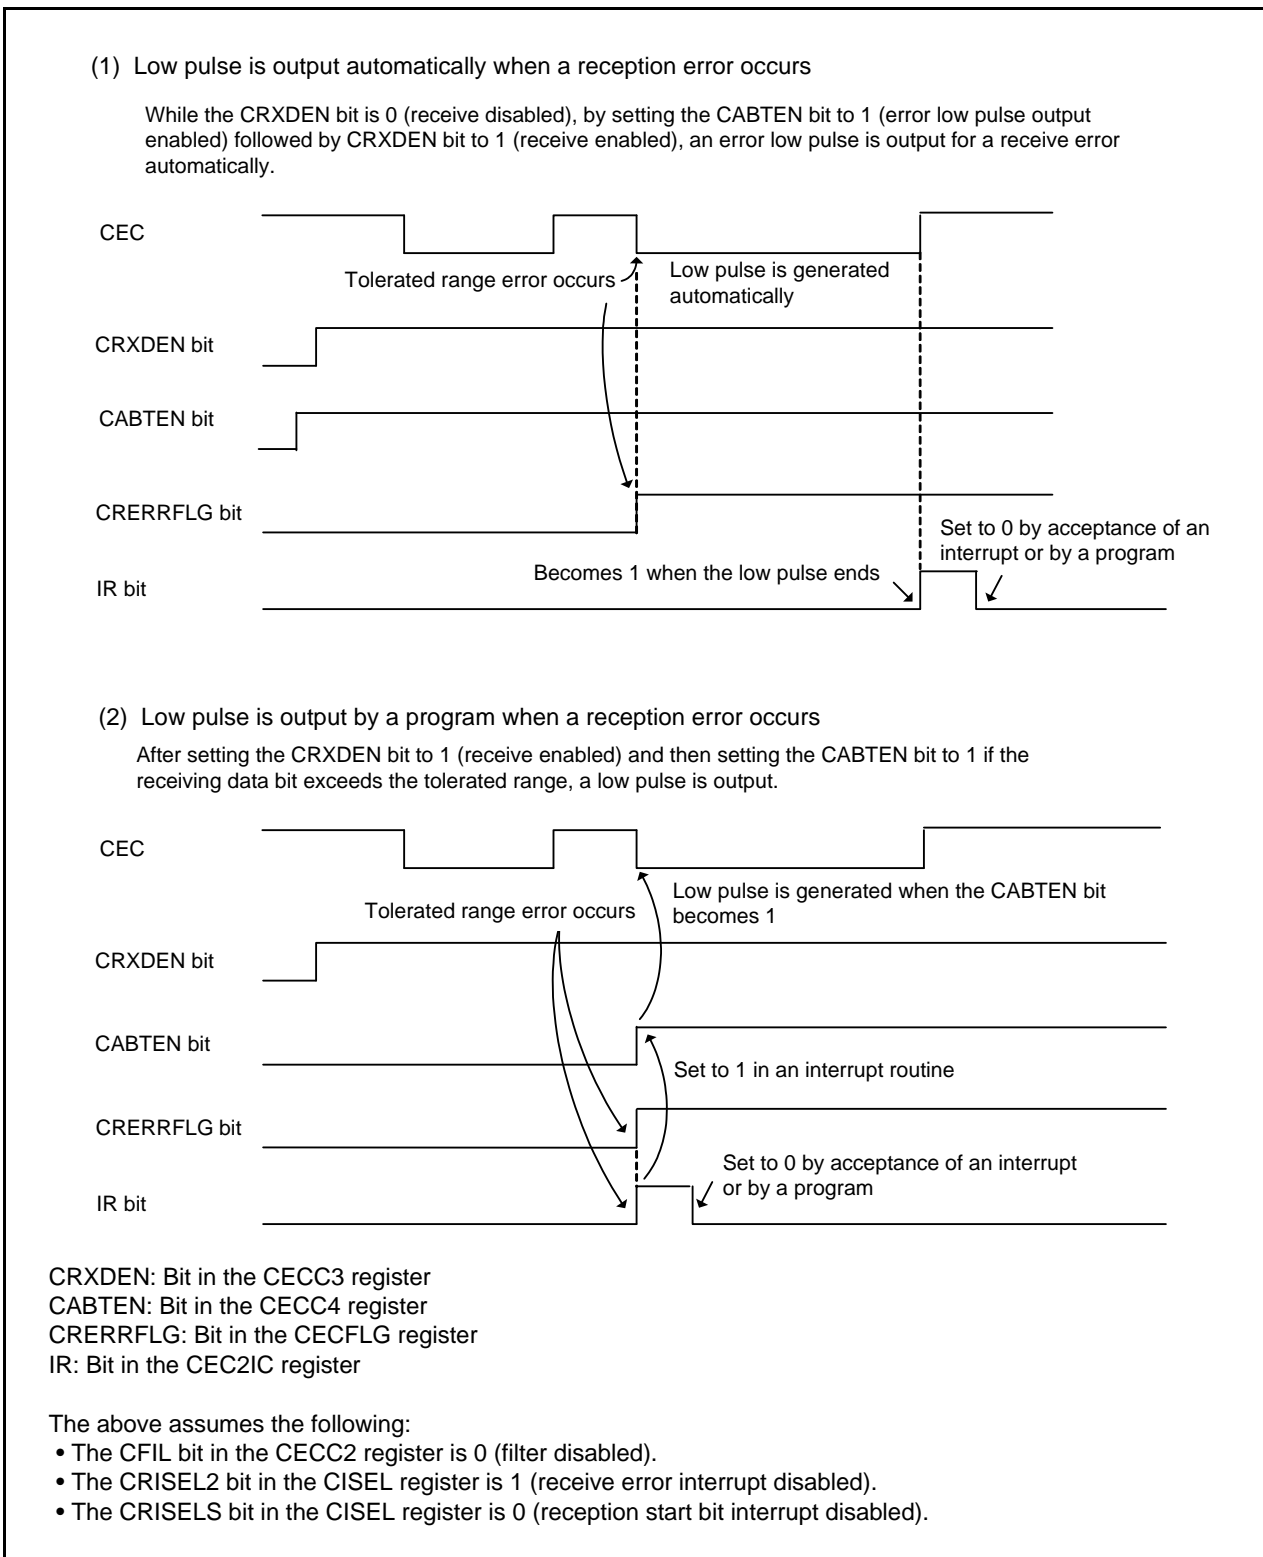 (1) Low pulse is output automatically when a reception error occurs
While the CRXDEN bit is 0 (receive disabled), by setting the CABTEN bit to 1 (error low pulse output
enabled) followed by CRXDEN bit to 1 (receive enabled), an error low pulse is output for a receive error
automatically.
CEC
Tolerated range error occurs
Low pulse is generated
automatically
CRXDEN bit
CABTEN bit
CRERRFLG bit
Set to 0 by acceptance of an
interrupt or by a program
Becomes 1 when the low pulse ends
IR bit
(2) Low pulse is output by a program when a reception error occurs
After setting the CRXDEN bit to 1 (receive enabled) and then setting the CABTEN bit to 1 if the
receiving data bit exceeds the tolerated range, a low pulse is output.
CEC
Low pulse is generated when the CABTEN bit
becomes 1
Tolerated range error occurs
CRXDEN bit
CABTEN bit
Set to 1 in an interrupt routine
CRERRFLG bit
Set to 0 by acceptance of an interrupt
or by a program
IR bit
CRXDEN: Bit in the CECC3 register
CABTEN: Bit in the CECC4 register
CRERRFLG: Bit in the CECFLG register
IR: Bit in the CEC2IC register
The above assumes the following:
• The CFIL bit in the CECC2 register is 0 (filter disabled).
• The CRISEL2 bit in the CISEL register is 1 (receive error interrupt disabled).
• The CRISELS bit in the CISEL register is 0 (reception start bit interrupt disabled).